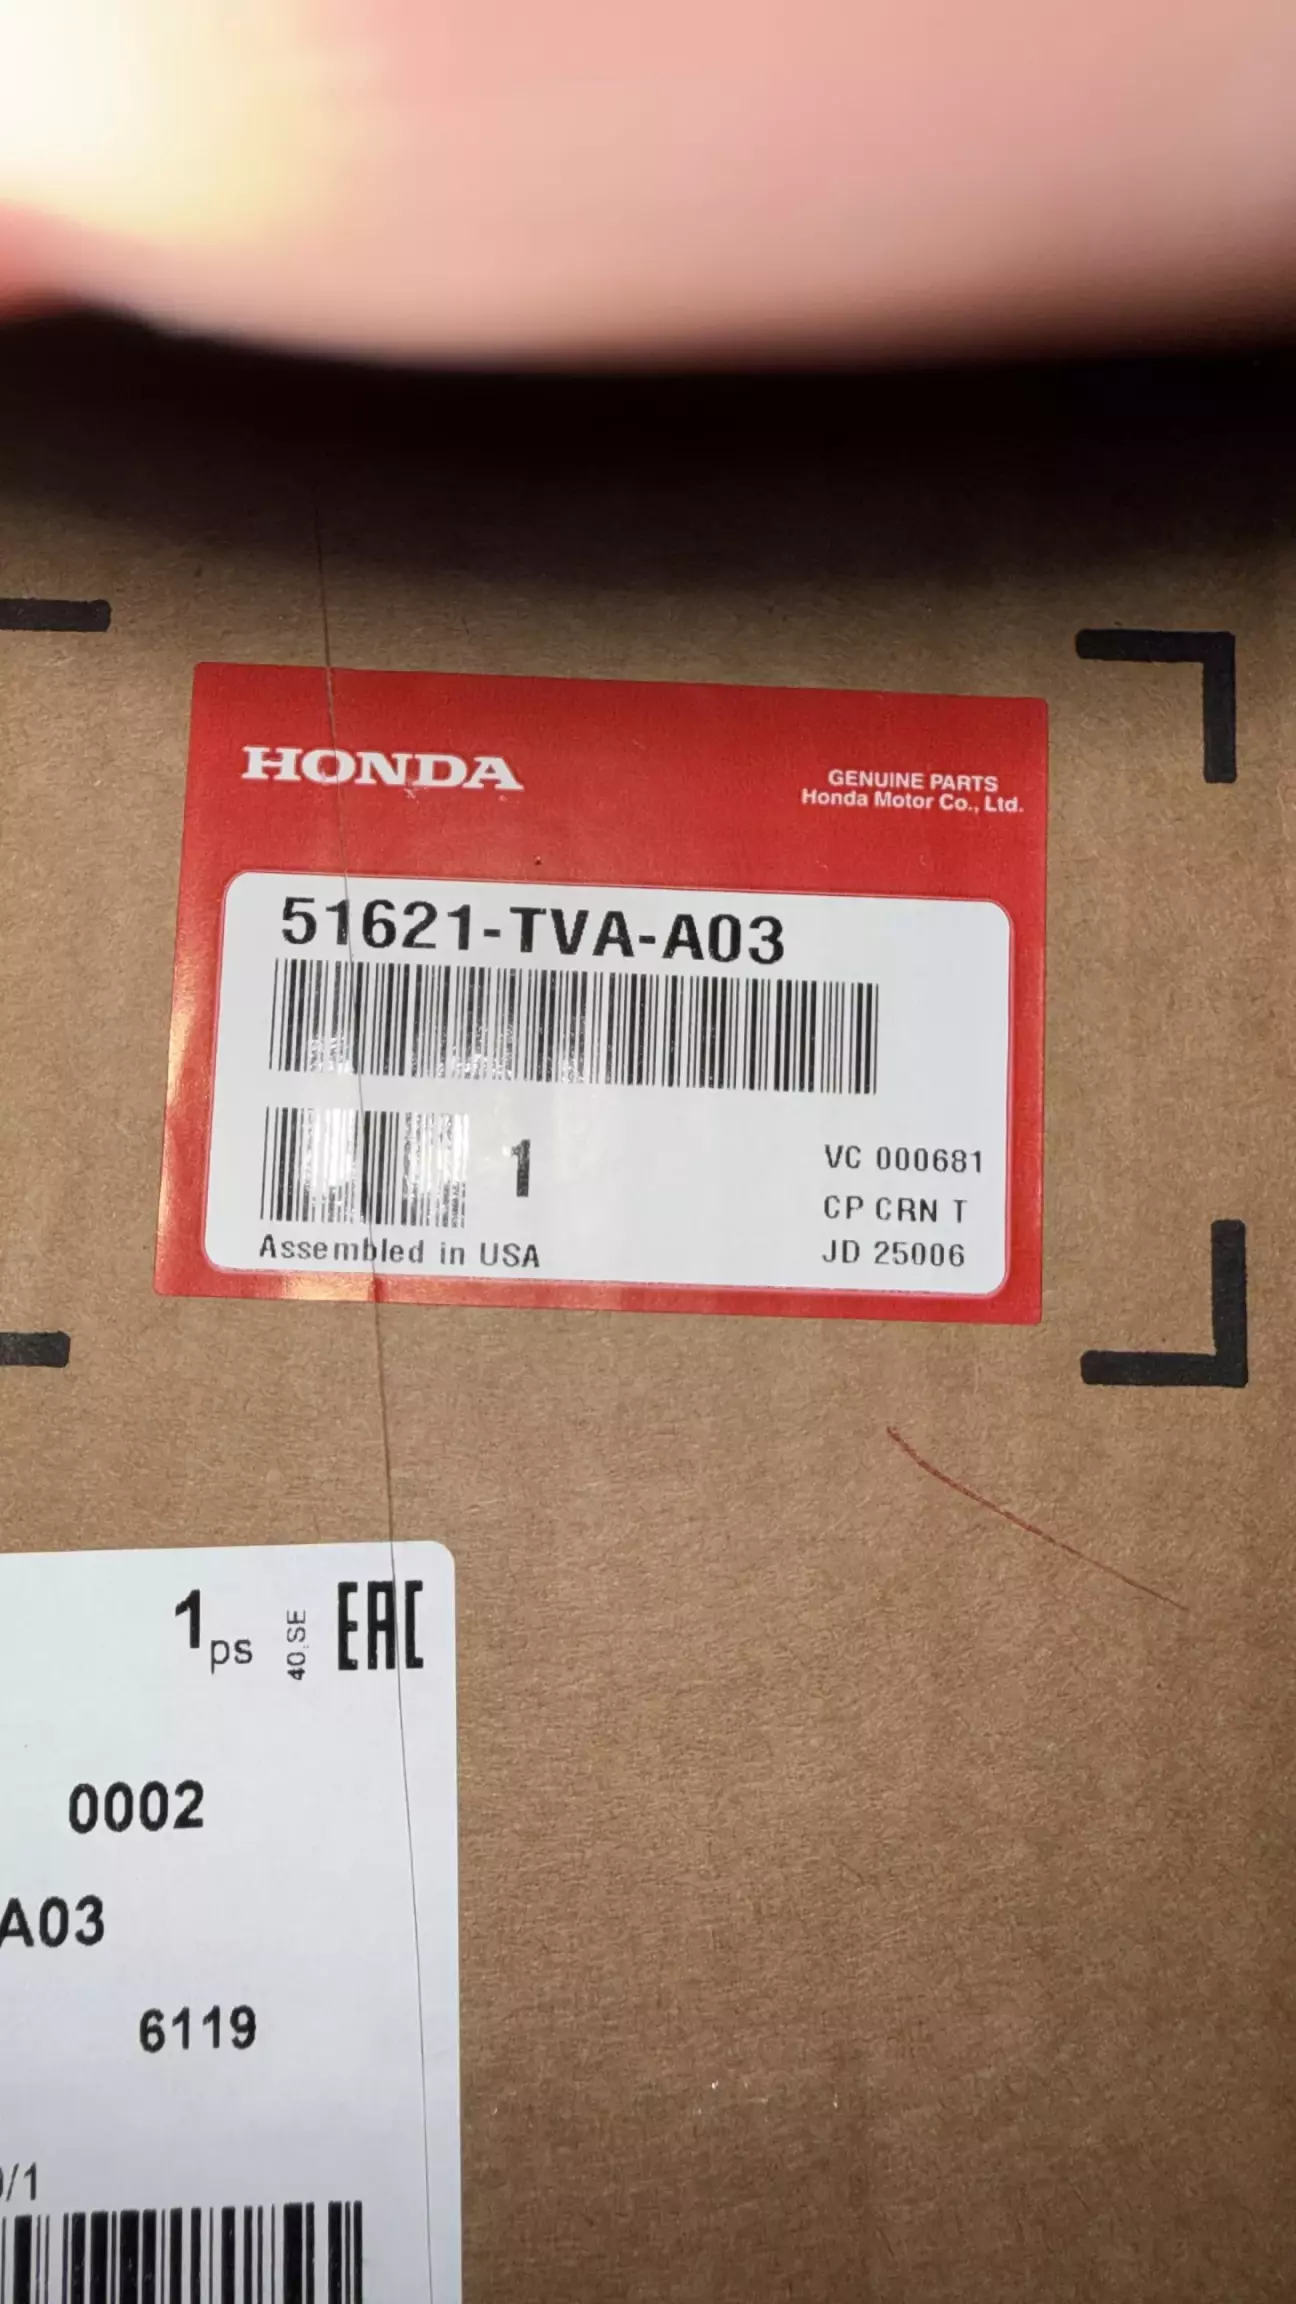 HONDA
GENUINE PARTS
Honda Motor Co., Ltd.
51621-TVA-A03
1
VC 000681
CP CRN T
Assembled in USA
JD 25006
1ps
40.SE
EAC
0002
A03
6119
/1